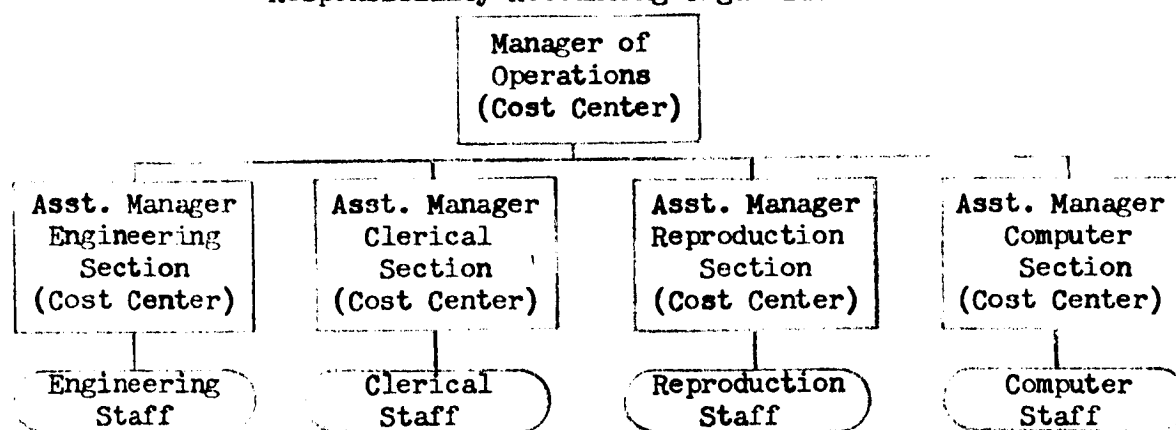 Responsibility Accounting
Manager of
Operations
(Cost Center)
Asst. Manager
Engineering
Section
(Cost Center)
Asst. Manager
Clerical
Section
(Cost Center)
Asst. Manager
Reproduction
Section
(Cost Center)
Asst. Manager
Computer
Section
(Cost Center)
Engineering
Staff
Clerical
Staff
Reproduction
Staff
Computer
Staff